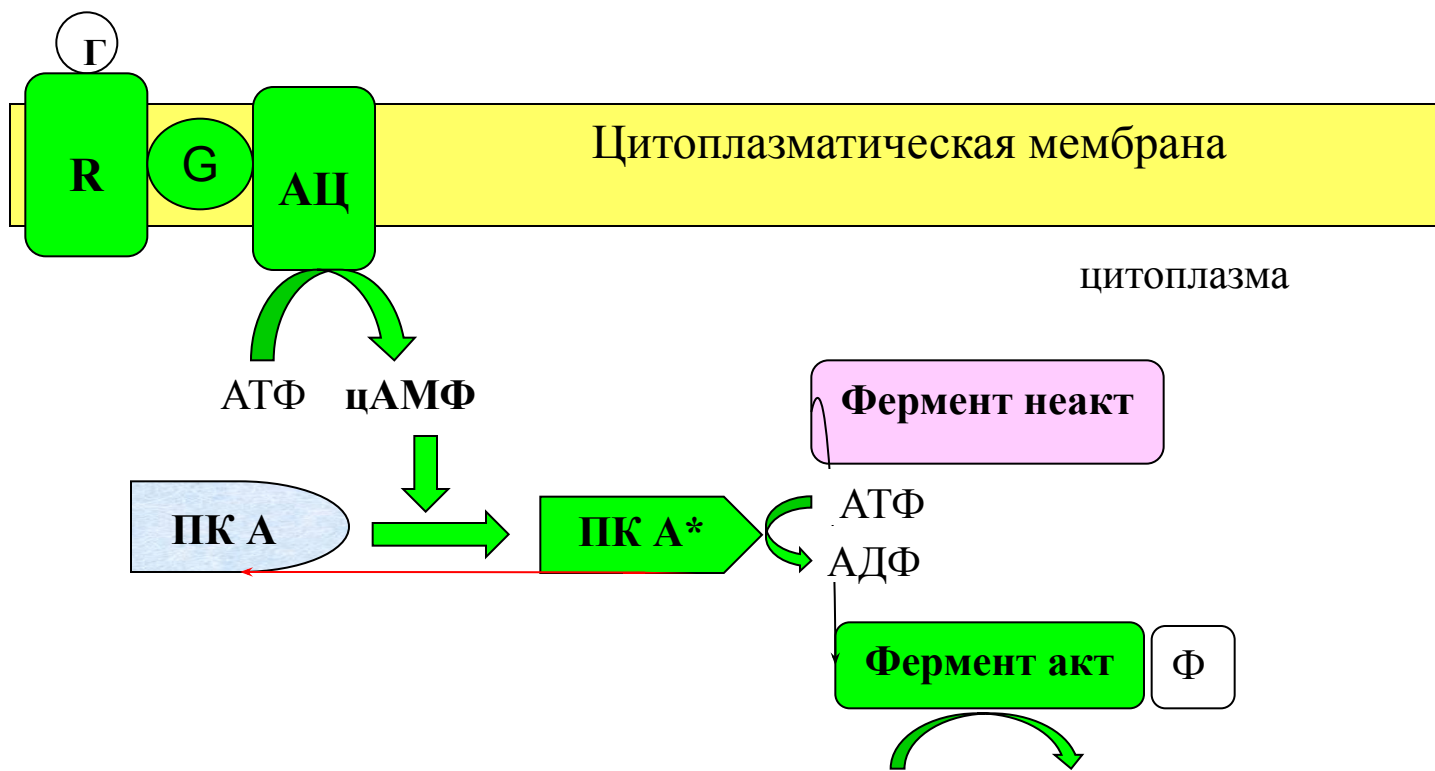 Г
R
G
АЦ
Цитоплазматическая мембрана
цитоплазма
АТФ цАМФ
Фермент неакт
ПК А
ПК А*
АТФ
АДФ
Фермент акт
Ф